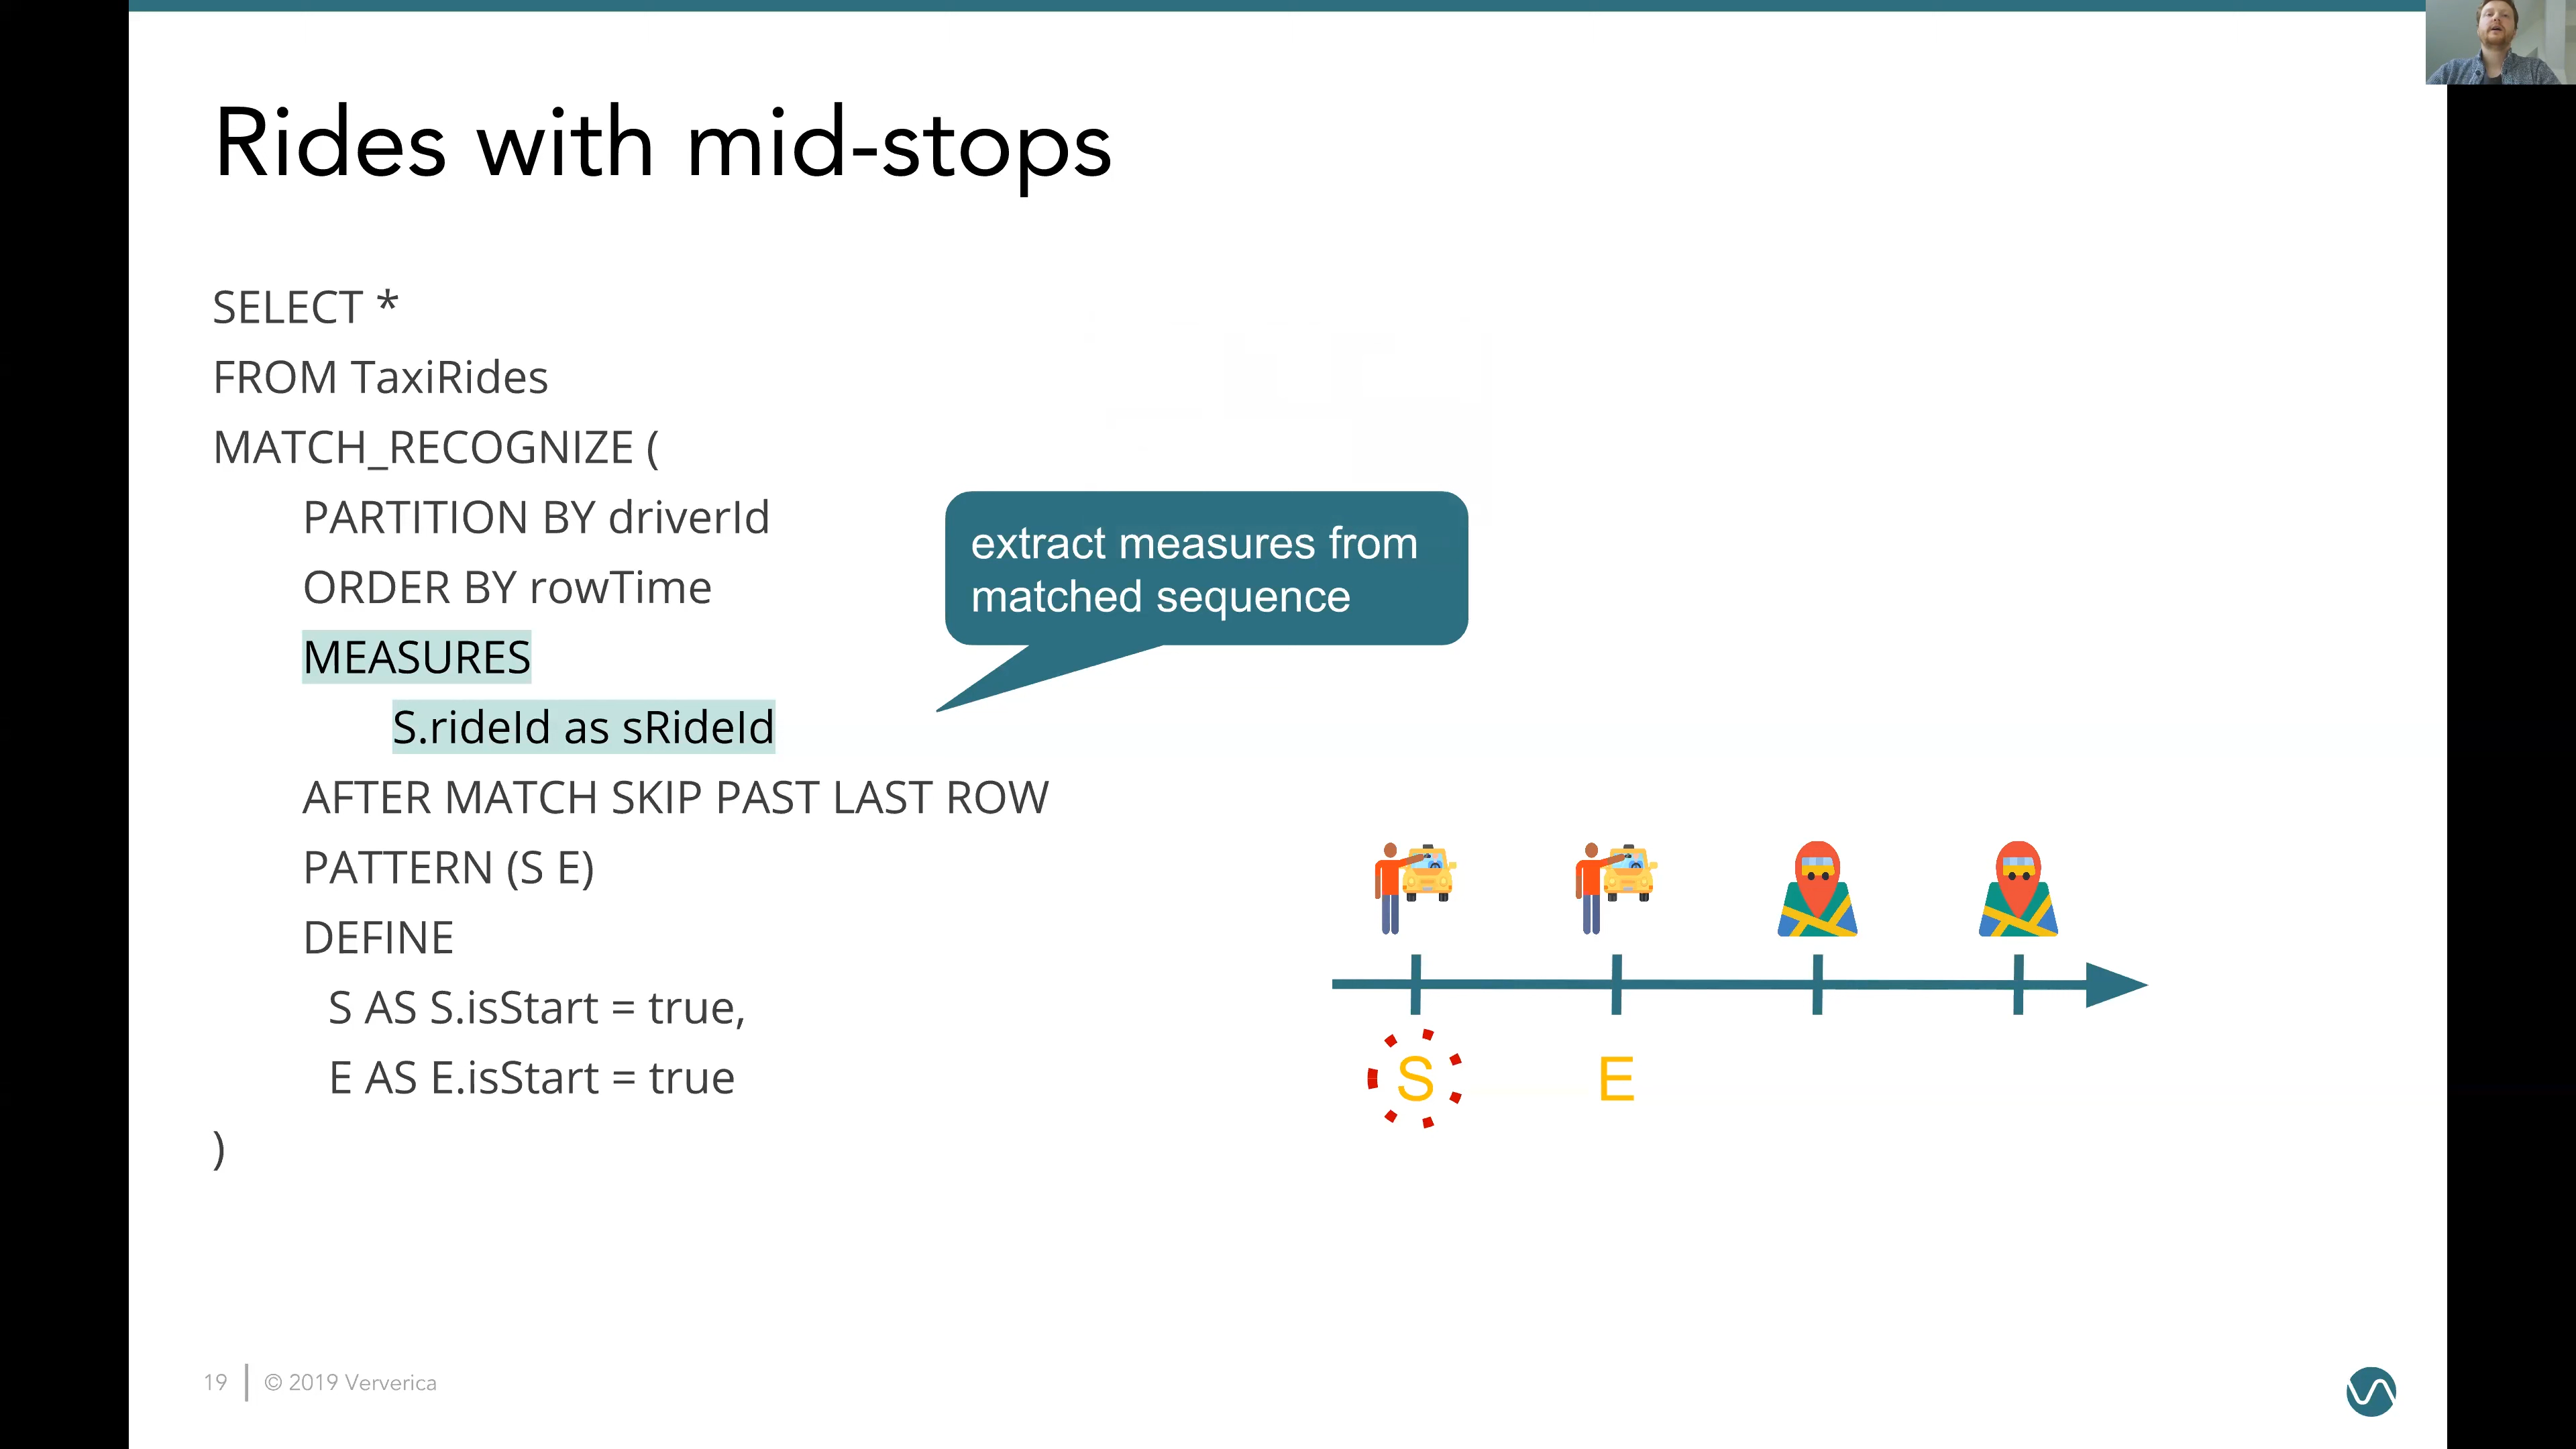 Rides with mid-stops
SELECT *
FROM TaxiRides
MATCH_RECOGNIZE (
PARTITION BY driverId
ORDER BY rowTime
MEASURES
S.rideId as sRideId
AFTER MATCH SKIP PAST LAST ROW
PATTERN (S E)
DEFINE
S AS S.isStart = true,
E AS E.isStart = true
)
extract measures from
matched sequence
S E
19 © 2019 Ververica